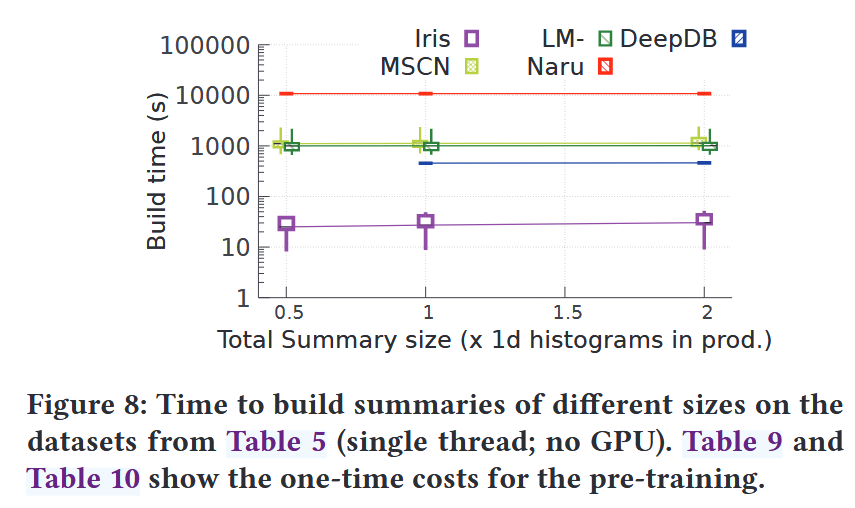 Iris LM- DeepDB
MSCN Naru
100000
10000
1000
100
10
1
Build time (s)
0.5 1 1.5 2
Total Summary size (x 1d histograms in prod.)
Figure 8: Time to build summaries of different sizes on the
datasets from Table 5 (single thread; no GPU). Table 9 and
Table 10 show the one-time costs for the pre-training.